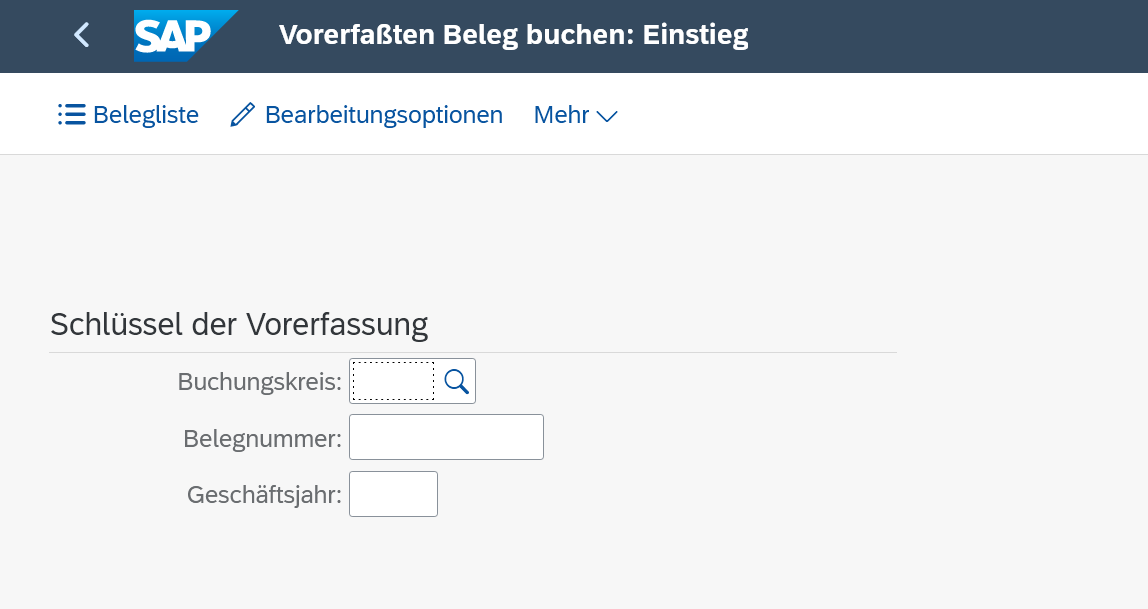 SAP Vorerfaßten Beleg buchen: Einstieg
Belegliste Bearbeitungsoptionen Mehr
Schlüssel der Vorerfassung
Buchungskreis:
Belegnummer:
Geschäftsjahr: